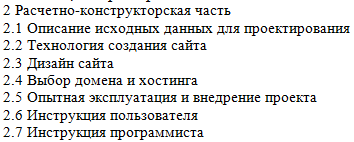 2 Расчетно-конструкторская часть
2.1 Описание исходных данных для проектирования
2.2 Технология создания сайта
2.3 Дизайн сайта
2.4 Выбор домена и хостинга
2.5 Опытная эксплуатация и внедрение проекта
2.6 Инструкция пользователя
2.7 Инструкция программиста